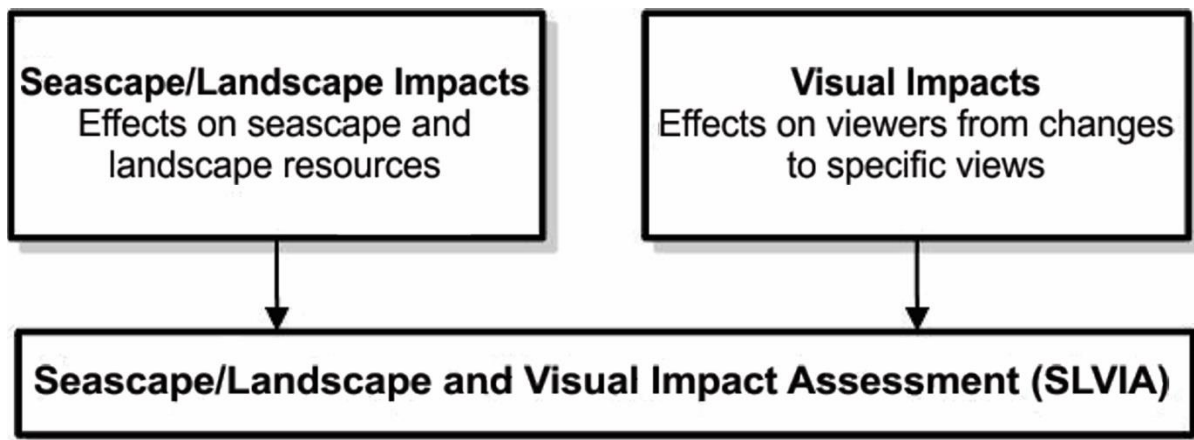 Seascape/Landscape Impacts
Effects on seascape and
landscape resources
Visual Impacts
Effects on viewers from changes
to specific views
Seascape/Landscape and Visual Impact Assessment (SLVIA)